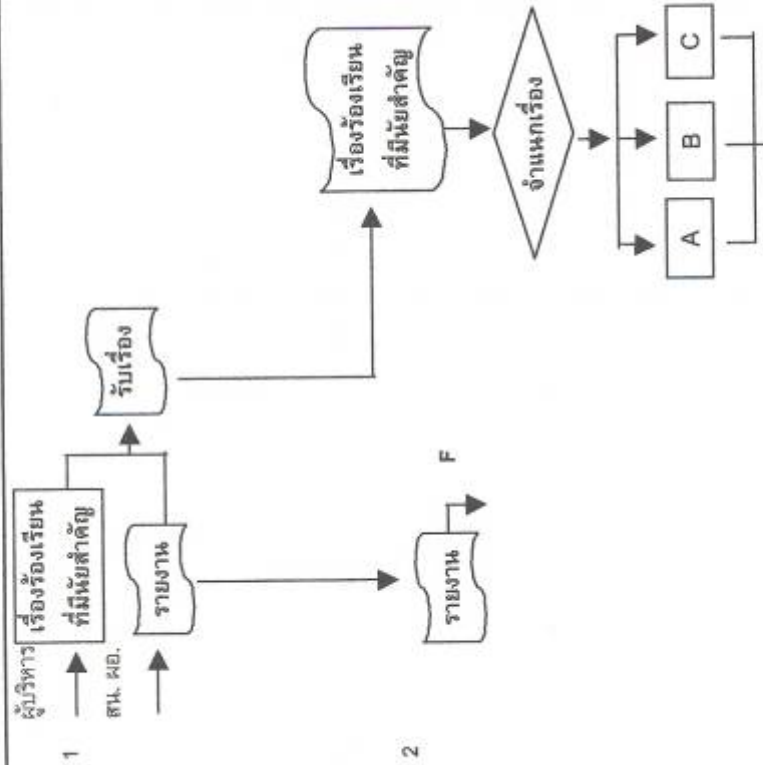 ผู้บริหาร
1
เรื่องร้องเรียน
ที่มีนัยสำคัญ
สน. ผอ.
รายงาน
รับเรื่อง
2
รายงาน
F
เรื่องร้องเรียน
ที่มีนัยสำคัญ
จำแนกเรื่อง
A
B
C